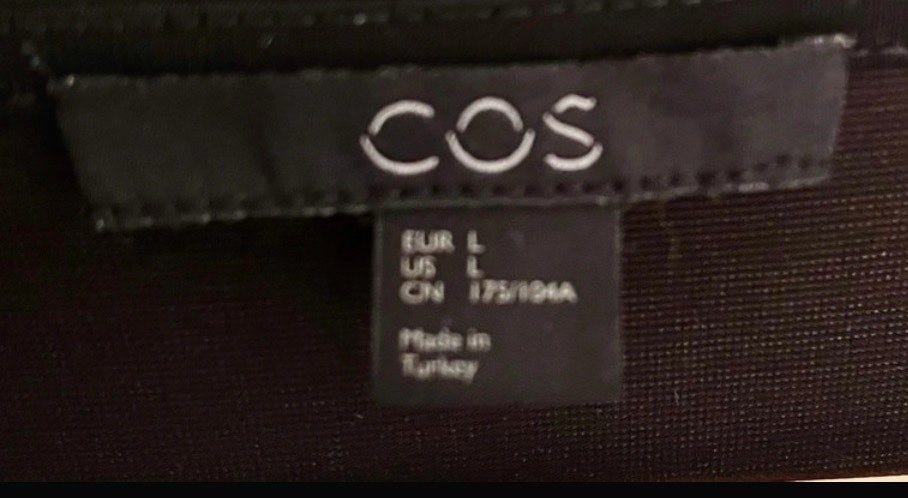 COS
EUR L
US L
CN 175/104A
Made in
Turkey